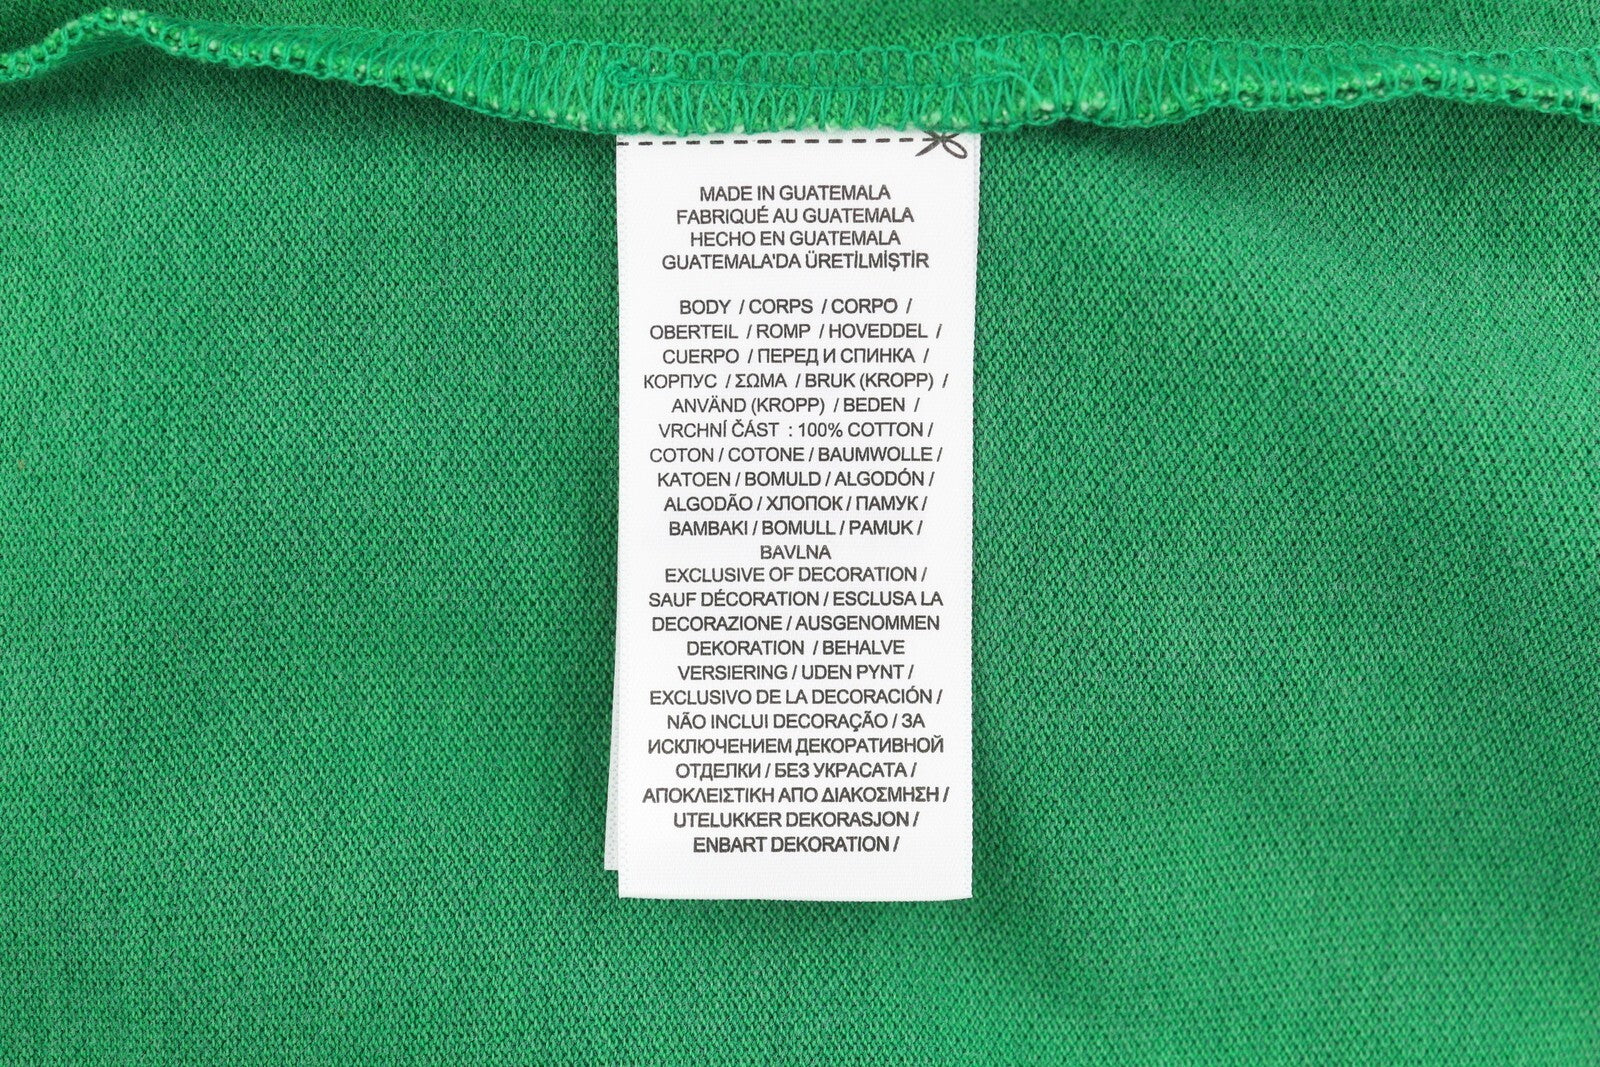 MADE IN GUATEMALA
FABRIQUÉ AU GUATEMALA
HECHO EN GUATEMALA
GUATEMALA'DA ÜRETİLMİŞTİR
BODY / CORPS / CORPO /
OBERTEIL / ROMP / HOVEDDEL /
CUERPO / ПЕРЕД И СПИНКА /
КОРПУС / ΣΩΜΑ / BRUK (KROPP) /
ANVÄND (KROPP) / BEDEN /
VRCHNÍ ČÁST : 100% COTTON /
COTON / COTONE / BAUMWOLLE /
KATOEN / BOMULD / ALGODÓN /
ALGODÃO / ХЛОПОК / ПАМУК /
BAMBAKI / BOMULL / PAMUK /
BAVLNA
EXCLUSIVE OF DECORATION /
SAUF DÉCORATION / ESCLUSA LA
DECORAZIONE / AUSGENOMMEN
DEKORATION / BEHALVE
VERSIERING / UDEN PYNT /
EXCLUSIVO DE LA DECORACIÓN /
NÃO INCLUI DECORAÇÃO / ЗА
ИСКЛЮЧЕНИЕМ ДЕКОРАТИВНОЙ
ОТДЕЛКИ / БЕЗ УКРАСАТА /
ΑΠΟΚΛΕΙΣΤΙΚΗ ΑΠΟ ΔΙΑΚΟΣΜΗΣΗ /
UTELUKKER DEKORASJON /
ENBART DEKORATION /